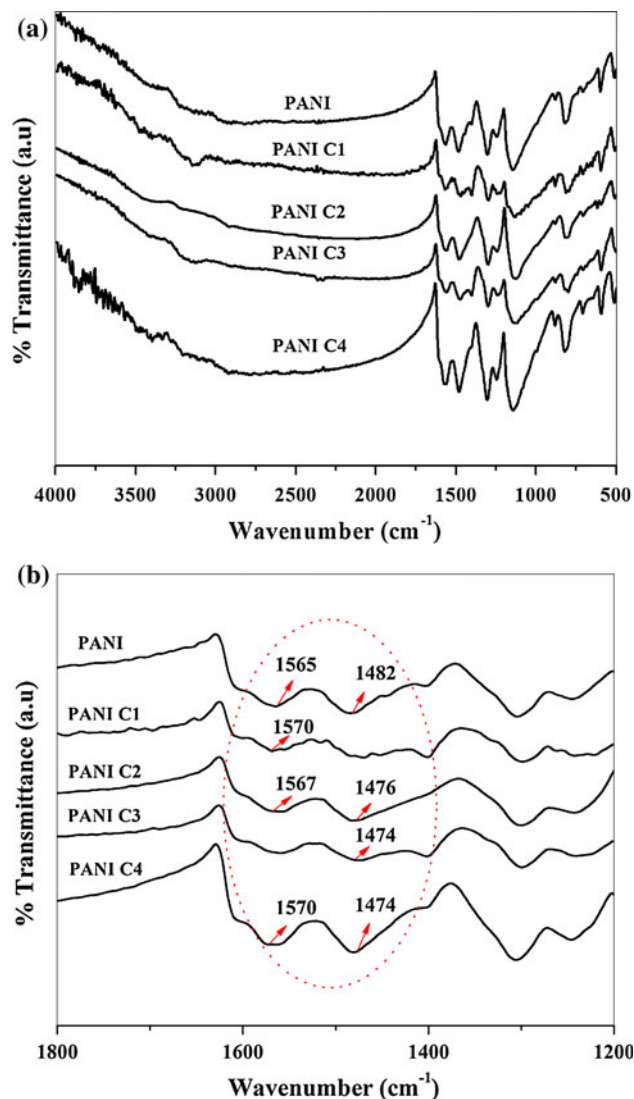 (a)
PANI
PANI C1
PANI C2
PANI C3
PANI C4
% Transmittance (a.u)
4000 3500 3000 2500 2000 1500 1000 500
Wavenumber (cm⁻¹)
(b)
PANI
1565 1482
PANI C1
1570
PANI C2
1567 1476
PANI C3
1474
PANI C4
1570 1474
% Transmittance (a.u)
1800 1600 1400 1200
Wavenumber (cm⁻¹)